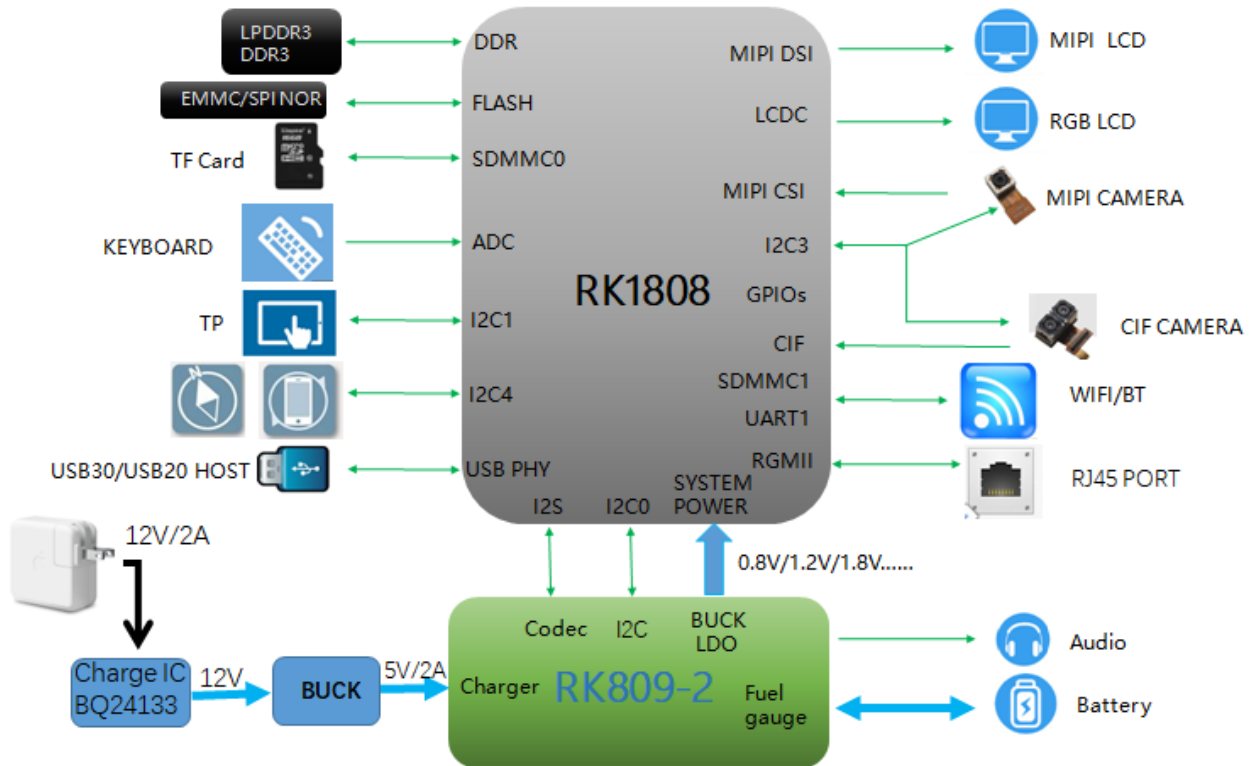 LPDDR3
DDR3
EMMC/SPI NOR
TF Card
KEYBOARD
TP
USB30/USB20 HOST
DDR
FLASH
SDMMC0
ADC
I2C1
I2C4
USB PHY
I2S
I2C0
SYSTEM
POWER
RK1808
MIPI DSI
LCDC
MIPI CSI
I2C3
GPIOs
CIF
SDMMC1
UART1
RGMII
MIPI LCD
RGB LCD
MIPI CAMERA
CIF CAMERA
WIFI/BT
RJ45 PORT
12V/2A
0.8V/1.2V/1.8V......
Charge IC
BQ24133
12V
BUCK
5V/2A
Codec
I2C
BUCK
LDO
Charger
RK809-2
Fuel
gauge
Audio
Battery